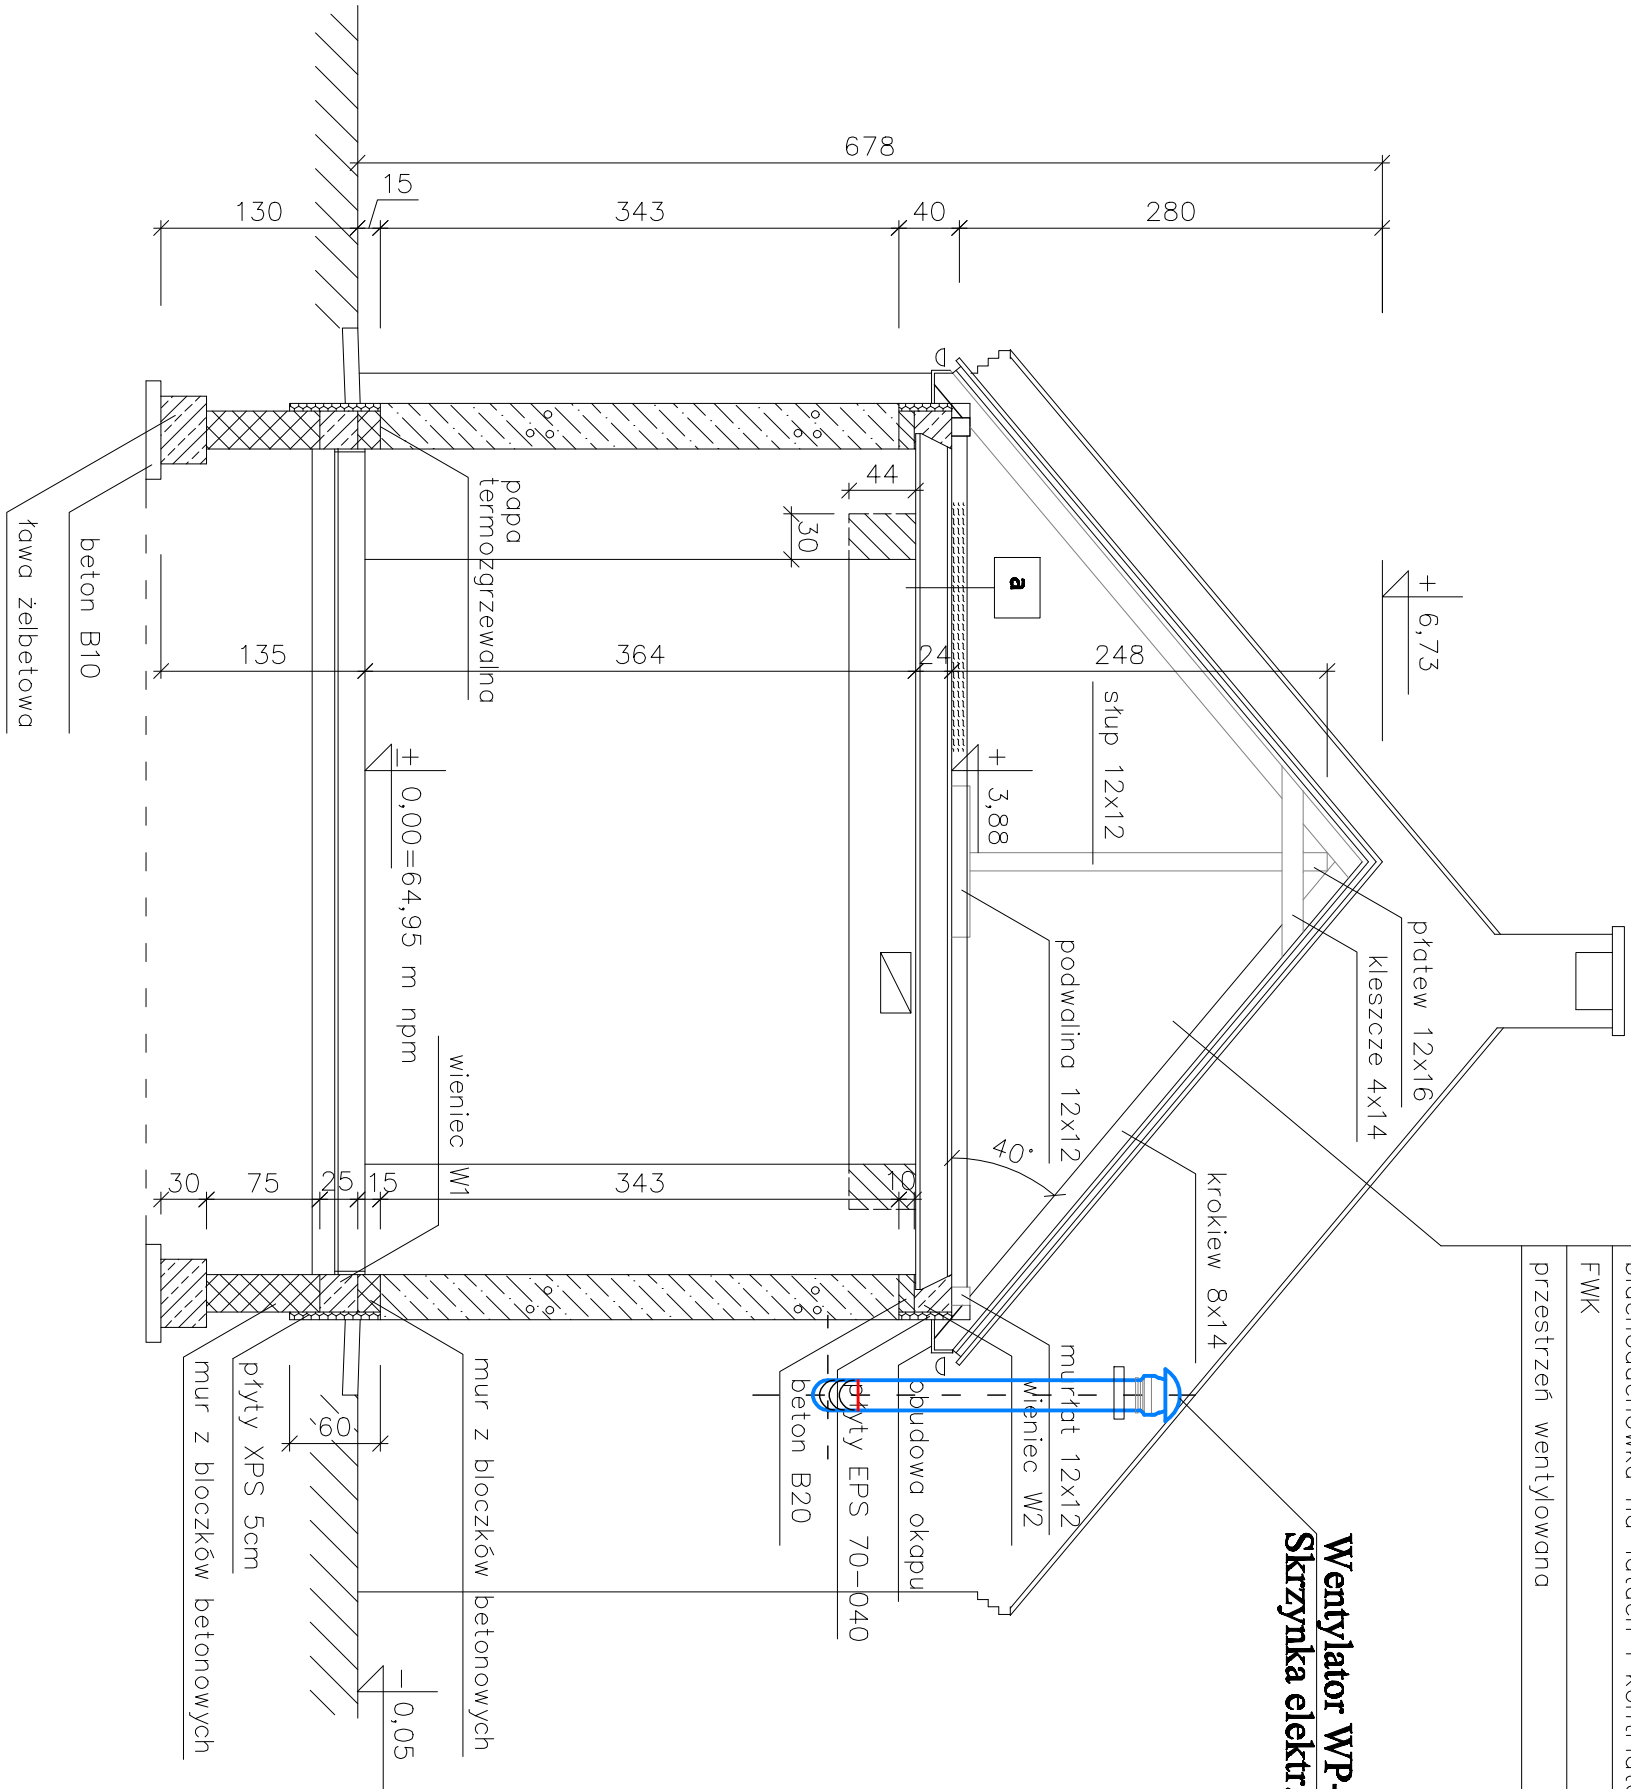 678
15
130
343
40
280
44
30
a
+ 6,73
135
364
24
248
papa
termozgrzewalna
beton B10
ława żelbetowa
słup 12x12
+ 3,88
± 0,00=64,95 m npm
płatew 12x16
kleszcze 4x14
podwalina 12x12
wieniec W1
40°
krokiew 8x14
30
75
25
15
343
10
FWK
przestrzeń wentylowana
murłat 12x12
wieniec W2
obudowa okapu
płyty EPS 70-040
beton B20
60
mur z bloczków betonowych
płyty XPS 5cm
mur z bloczków betonowych
-0,05
Wentylator WP-
Skrzynka elektr.